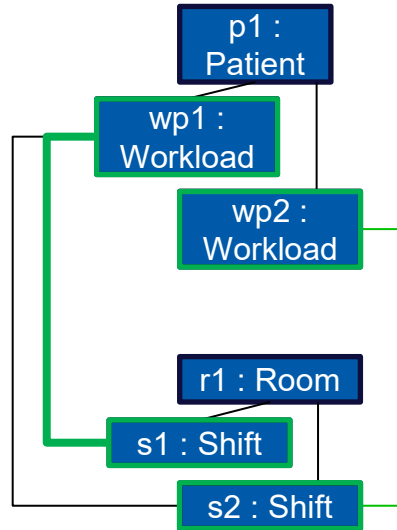 p1 :
Patient
wp1 :
Workload
wp2 :
Workload
r1 : Room
s1 : Shift
s2 : Shift